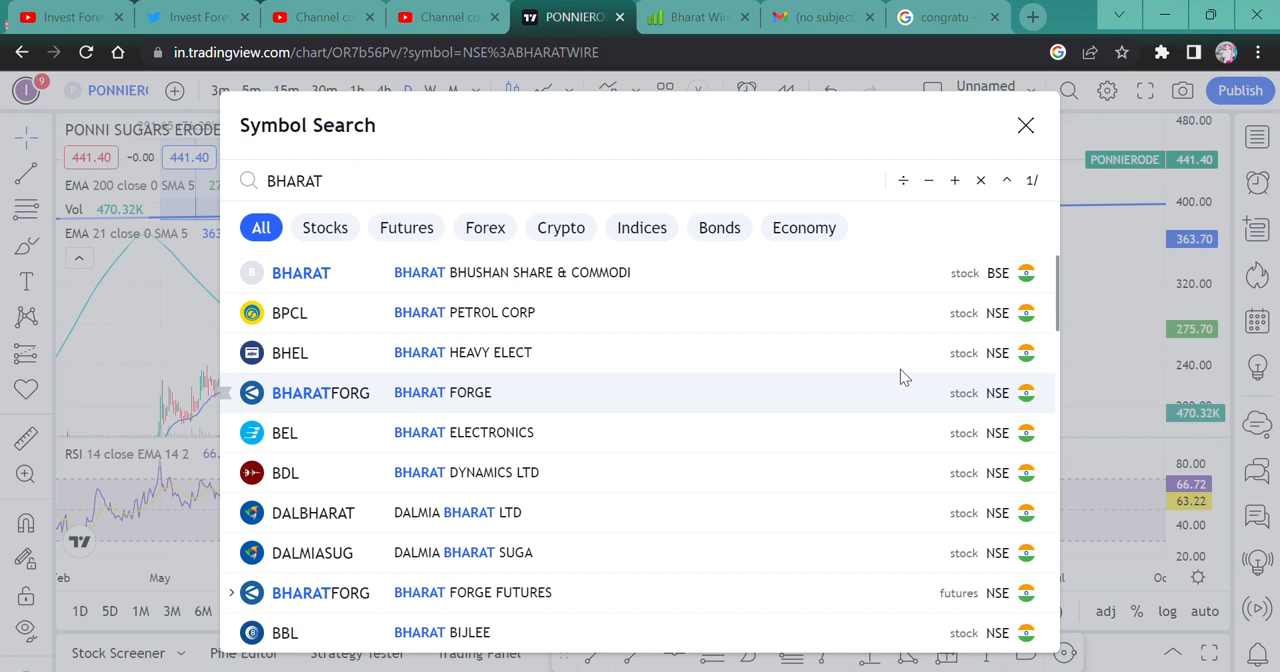 Invest Fore
Invest Fore
Channel co
Channel co
PONNIERO
Bharat Wir
(no subject
congratu -
in.tradingview.com/chart/OR7b56Pv/?symbol=NSE%3ABHARATWIRE
I
9
P
PONNIER
3m 5m 15m 30m 1h 4h D W M
Unnamed
Publish
PONNI SUGARS ERODE
441.40 -0.00 441.40
EMA 200 close 0 SMA 5 27
Vol 470.32K
EMA 21 close 0 SMA 5 363
RSI 14 close EMA 14 2 66.
Symbol Search
BHARAT
÷ − + × ^ 1/
All Stocks Futures Forex Crypto Indices Bonds Economy
B BHARAT BHARAT BHUSHAN SHARE & COMMODI stock BSE
BPCL BHARAT PETROL CORP stock NSE
BHEL BHARAT HEAVY ELECT stock NSE
BHARATFORG BHARAT FORGE stock NSE
BEL BHARAT ELECTRONICS stock NSE
BDL BHARAT DYNAMICS LTD stock NSE
DALBHARAT DALMIA BHARAT LTD stock NSE
DALMIASUG DALMIA BHARAT SUGA stock NSE
BHARATFORG BHARAT FORGE FUTURES futures NSE
BBL BHARAT BIJLEE stock NSE
480.00
PONNIERODE 441.40
400.00
363.70
320.00
275.70
240.00
470.32K
80.00
66.72
63.22
40.00
20.00
eb May
ul Oc
1D 5D 1M 3M 6M
adj % log auto
Stock Screener Pine Editor Strategy Tester Trading Panel